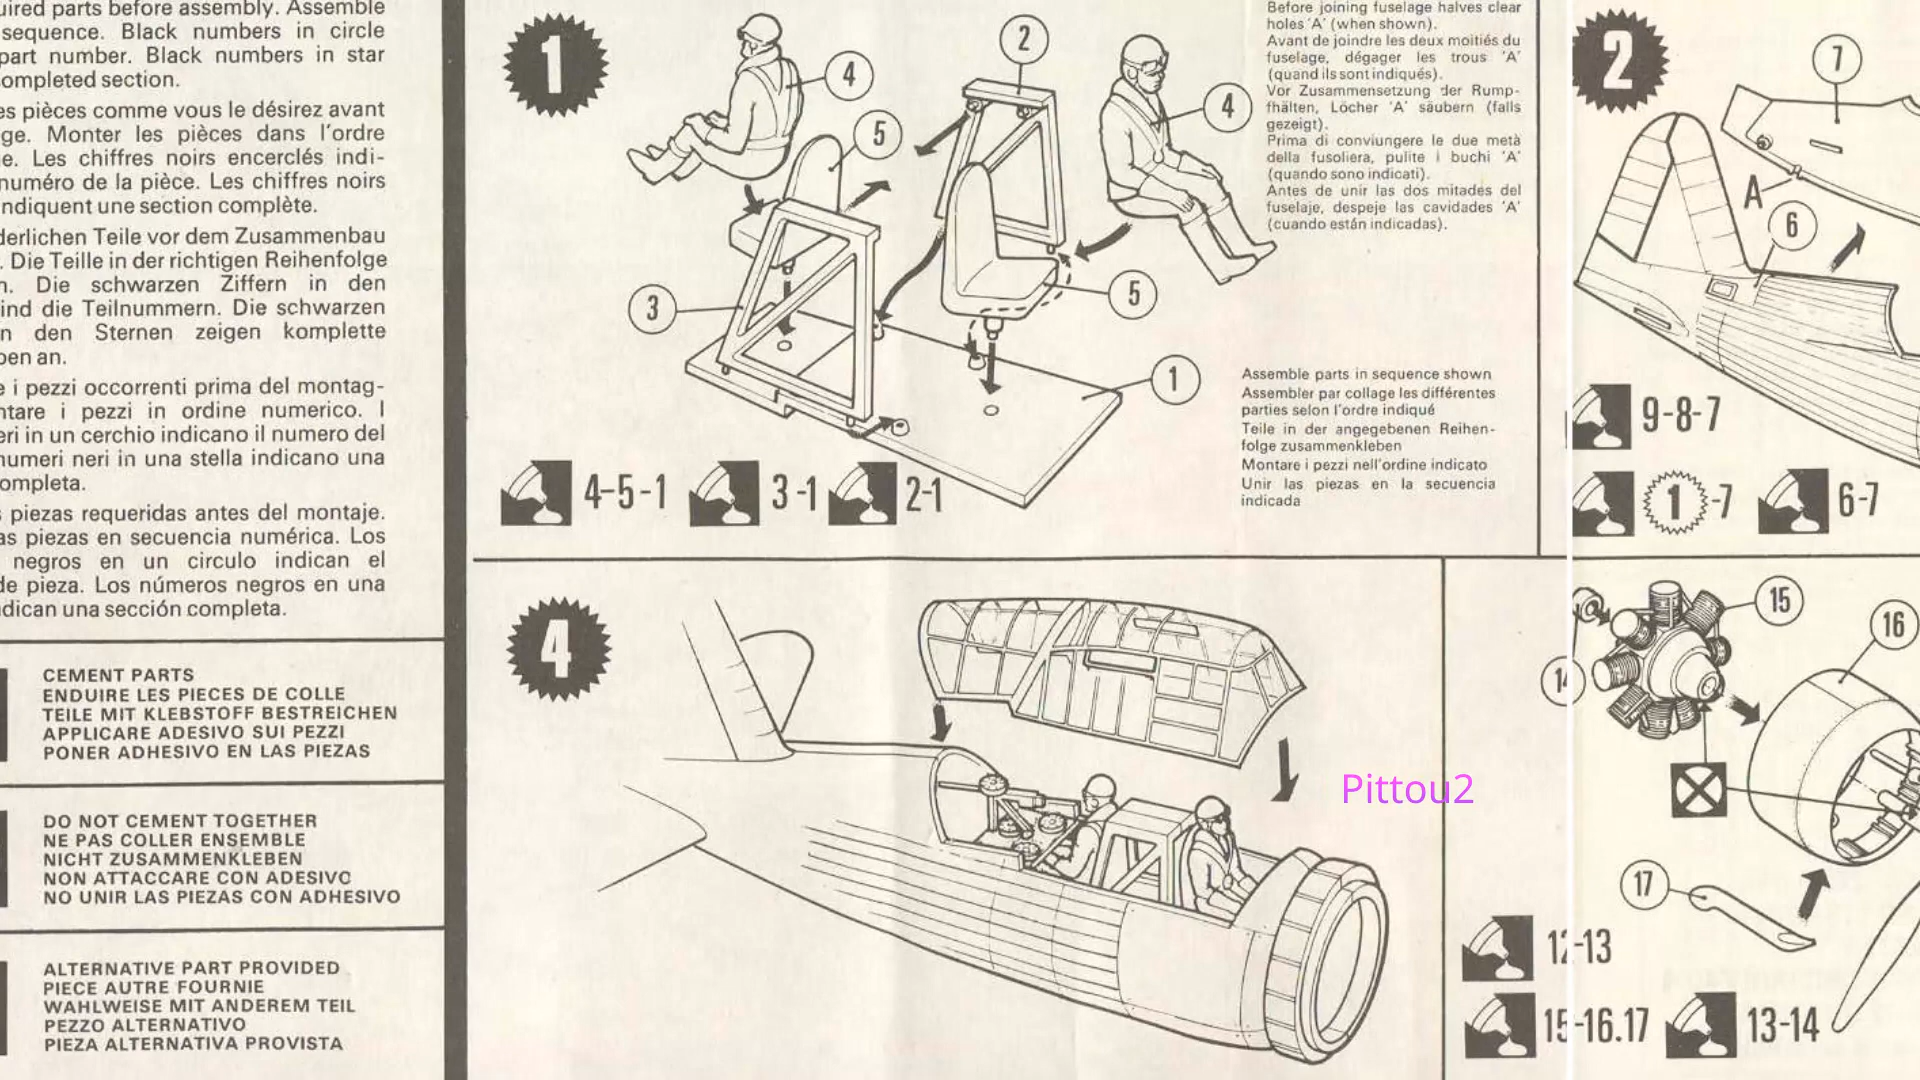 uired parts before assembly. Assemble
sequence. Black numbers in circle
part number. Black numbers in star
ompleted section.
es pièces comme vous le désirez avant
ge. Monter les pièces dans l'ordre
e. Les chiffres noirs encerclés indi-
numéro de la pièce. Les chiffres noirs
ndiquent une section complète.
derlichen Teile vor dem Zusammenbau
. Die Teille in der richtigen Reihenfolge
n. Die schwarzen Ziffern in den
ind die Teilnummern. Die schwarzen
n den Sternen zeigen komplette
pen an.
e i pezzi occorrenti prima del montag-
ntare i pezzi in ordine numerico. I
eri in un cerchio indicano il numero del
numeri neri in una stella indicano una
ompleta.
s piezas requeridas antes del montaje.
as piezas en secuencia numérica. Los
negros en un circulo indican el
de pieza. Los números negros en una
ndican una sección completa.
CEMENT PARTS
ENDUIRE LES PIECES DE COLLE
TEILE MIT KLEBSTOFF BESTREICHEN
APPLICARE ADESIVO SUI PEZZI
PONER ADHESIVO EN LAS PIEZAS
DO NOT CEMENT TOGETHER
NE PAS COLLER ENSEMBLE
NICHT ZUSAMMENKLEBEN
NON ATTACCARE CON ADESIVO
NO UNIR LAS PIEZAS CON ADHESIVO
ALTERNATIVE PART PROVIDED
PIECE AUTRE FOURNIE
WAHLWEISE MIT ANDEREM TEIL
PEZZO ALTERNATIVO
PIEZA ALTERNATIVA PROVISTA
1
4
5
2
4
5
3
1
Before joining fuselage halves clear
holes 'A' (when shown).
Avant de joindre les deux moitiés du
fuselage, dégager les trous 'A'
(quand ils sont indiqués).
Vor Zusammensetzung der Rump-
fhälten, Löcher 'A' säubern (falls
gezeigt).
Prima di conviungere le due metà
della fusoliera, pulite i buchi 'A'
(quando sono indicati).
Antes de unir las dos mitades del
fuselaje, despeje las cavidades 'A'
(cuando están indicadas).
Assemble parts in sequence shown
Assembler par collage les différentes
parties selon l'ordre indiqué
Teile in der angegebenen Reihen-
folge zusammenkleben
Montare i pezzi nell'ordine indicato
Unir las piezas en la secuencia
indicada
4-5-1 3-1 2-1
2
7
A
6
9-8-7
1-7 6-7
4
Pittou2
15
16
14
17
12-13
15-16.17 13-14